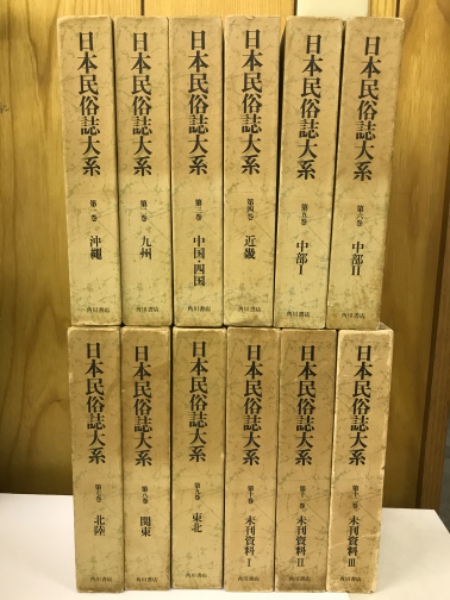 日本民俗誌大系
第一巻
沖縄
角川書店
日本民俗誌大系
第二巻
九州
角川書店
日本民俗誌大系
第三巻
中国・四国
角川書店
日本民俗誌大系
第四巻
近畿
角川書店
日本民俗誌大系
第五巻
中部Ⅰ
角川書店
日本民俗誌大系
第六巻
中部Ⅱ
角川書店
日本民俗誌大系
第七巻
北陸
角川書店
日本民俗誌大系
第八巻
関東
角川書店
日本民俗誌大系
第九巻
東北
角川書店
日本民俗誌大系
第十巻
未刊資料Ⅰ
角川書店
日本民俗誌大系
第十一巻
未刊資料Ⅱ
角川書店
日本民俗誌大系
第十二巻
未刊資料Ⅲ
角川書店